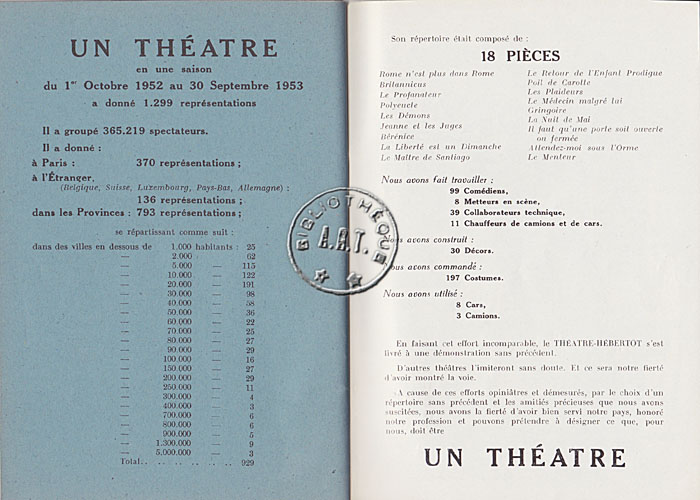 UN THÉATRE
en une saison
du 1er Octobre 1952 au 30 Septembre 1953
a donné 1.299 représentations
Il a groupé 365.219 spectateurs.
Il a donné :
à Paris : 370 représentations ;
à l'Étranger,
(Belgique, Suisse, Luxembourg, Pays-Bas, Allemagne) :
136 représentations ;
dans les Provinces : 793 représentations ;
se répartissant comme suit :
dans des villes en dessous de 1.000 habitants : 25
— 2.000 — 62
— 5.000 — 115
— 10.000 — 122
— 20.000 — 191
— 30.000 — 98
— 40.000 — 58
— 50.000 — 36
— 60.000 — 22
— 70.000 — 25
— 80.000 — 27
— 90.000 — 29
— 100.000 — 16
— 150.000 — 27
— 200.000 — 29
— 250.000 — 11
— 300.000 — 4
— 400.000 — 3
— 700.000 — 6
— 800.000 — 6
— 900.000 — 5
— 1.300.000 — 9
— 5.000.000 — 3
Total.. .. .. .. .. .. 929
BIBLIOTHÈQUE
A.R.T.
Son répertoire était composé de :
18 PIÈCES
Rome n'est plus dans Rome
Britannicus
Le Profanateur
Polyeucte
Les Démons
Jeanne et les Juges
Bérénice
La Liberté est un Dimanche
Le Maître de Santiago
Le Retour de l'Enfant Prodigue
Poil de Carotte
Les Plaideurs
Le Médecin malgré lui
Gringoire
La Nuit de Mai
Il faut qu'une porte soit ouverte
ou fermée
Attendez-moi sous l'Orme
Le Menteur
Nous avons fait travailler :
99 Comédiens,
8 Metteurs en scène,
39 Collaborateurs technique,
11 Chauffeurs de camions et de cars.
avons construit :
30 Décors.
avons commandé :
197 Costumes.
Nous avons utilisé :
8 Cars,
3 Camions.
En faisant cet effort incomparable, le THÉATRE-HÉBERTOT s'est
livré à une démonstration sans précédent.
D'autres théâtres l'imiteront sans doute. Et ce sera notre fierté
d'avoir montré la voie.
A cause de ces efforts opiniâtres et démesurés, par le choix d'un
répertoire sans précédent et les amitiés précieuses que nous avons
suscitées, nous avons la fierté d'avoir bien servi notre pays, honoré
notre profession et pouvons prétendre à désigner ce que, pour
nous, doit être
UN THÉATRE